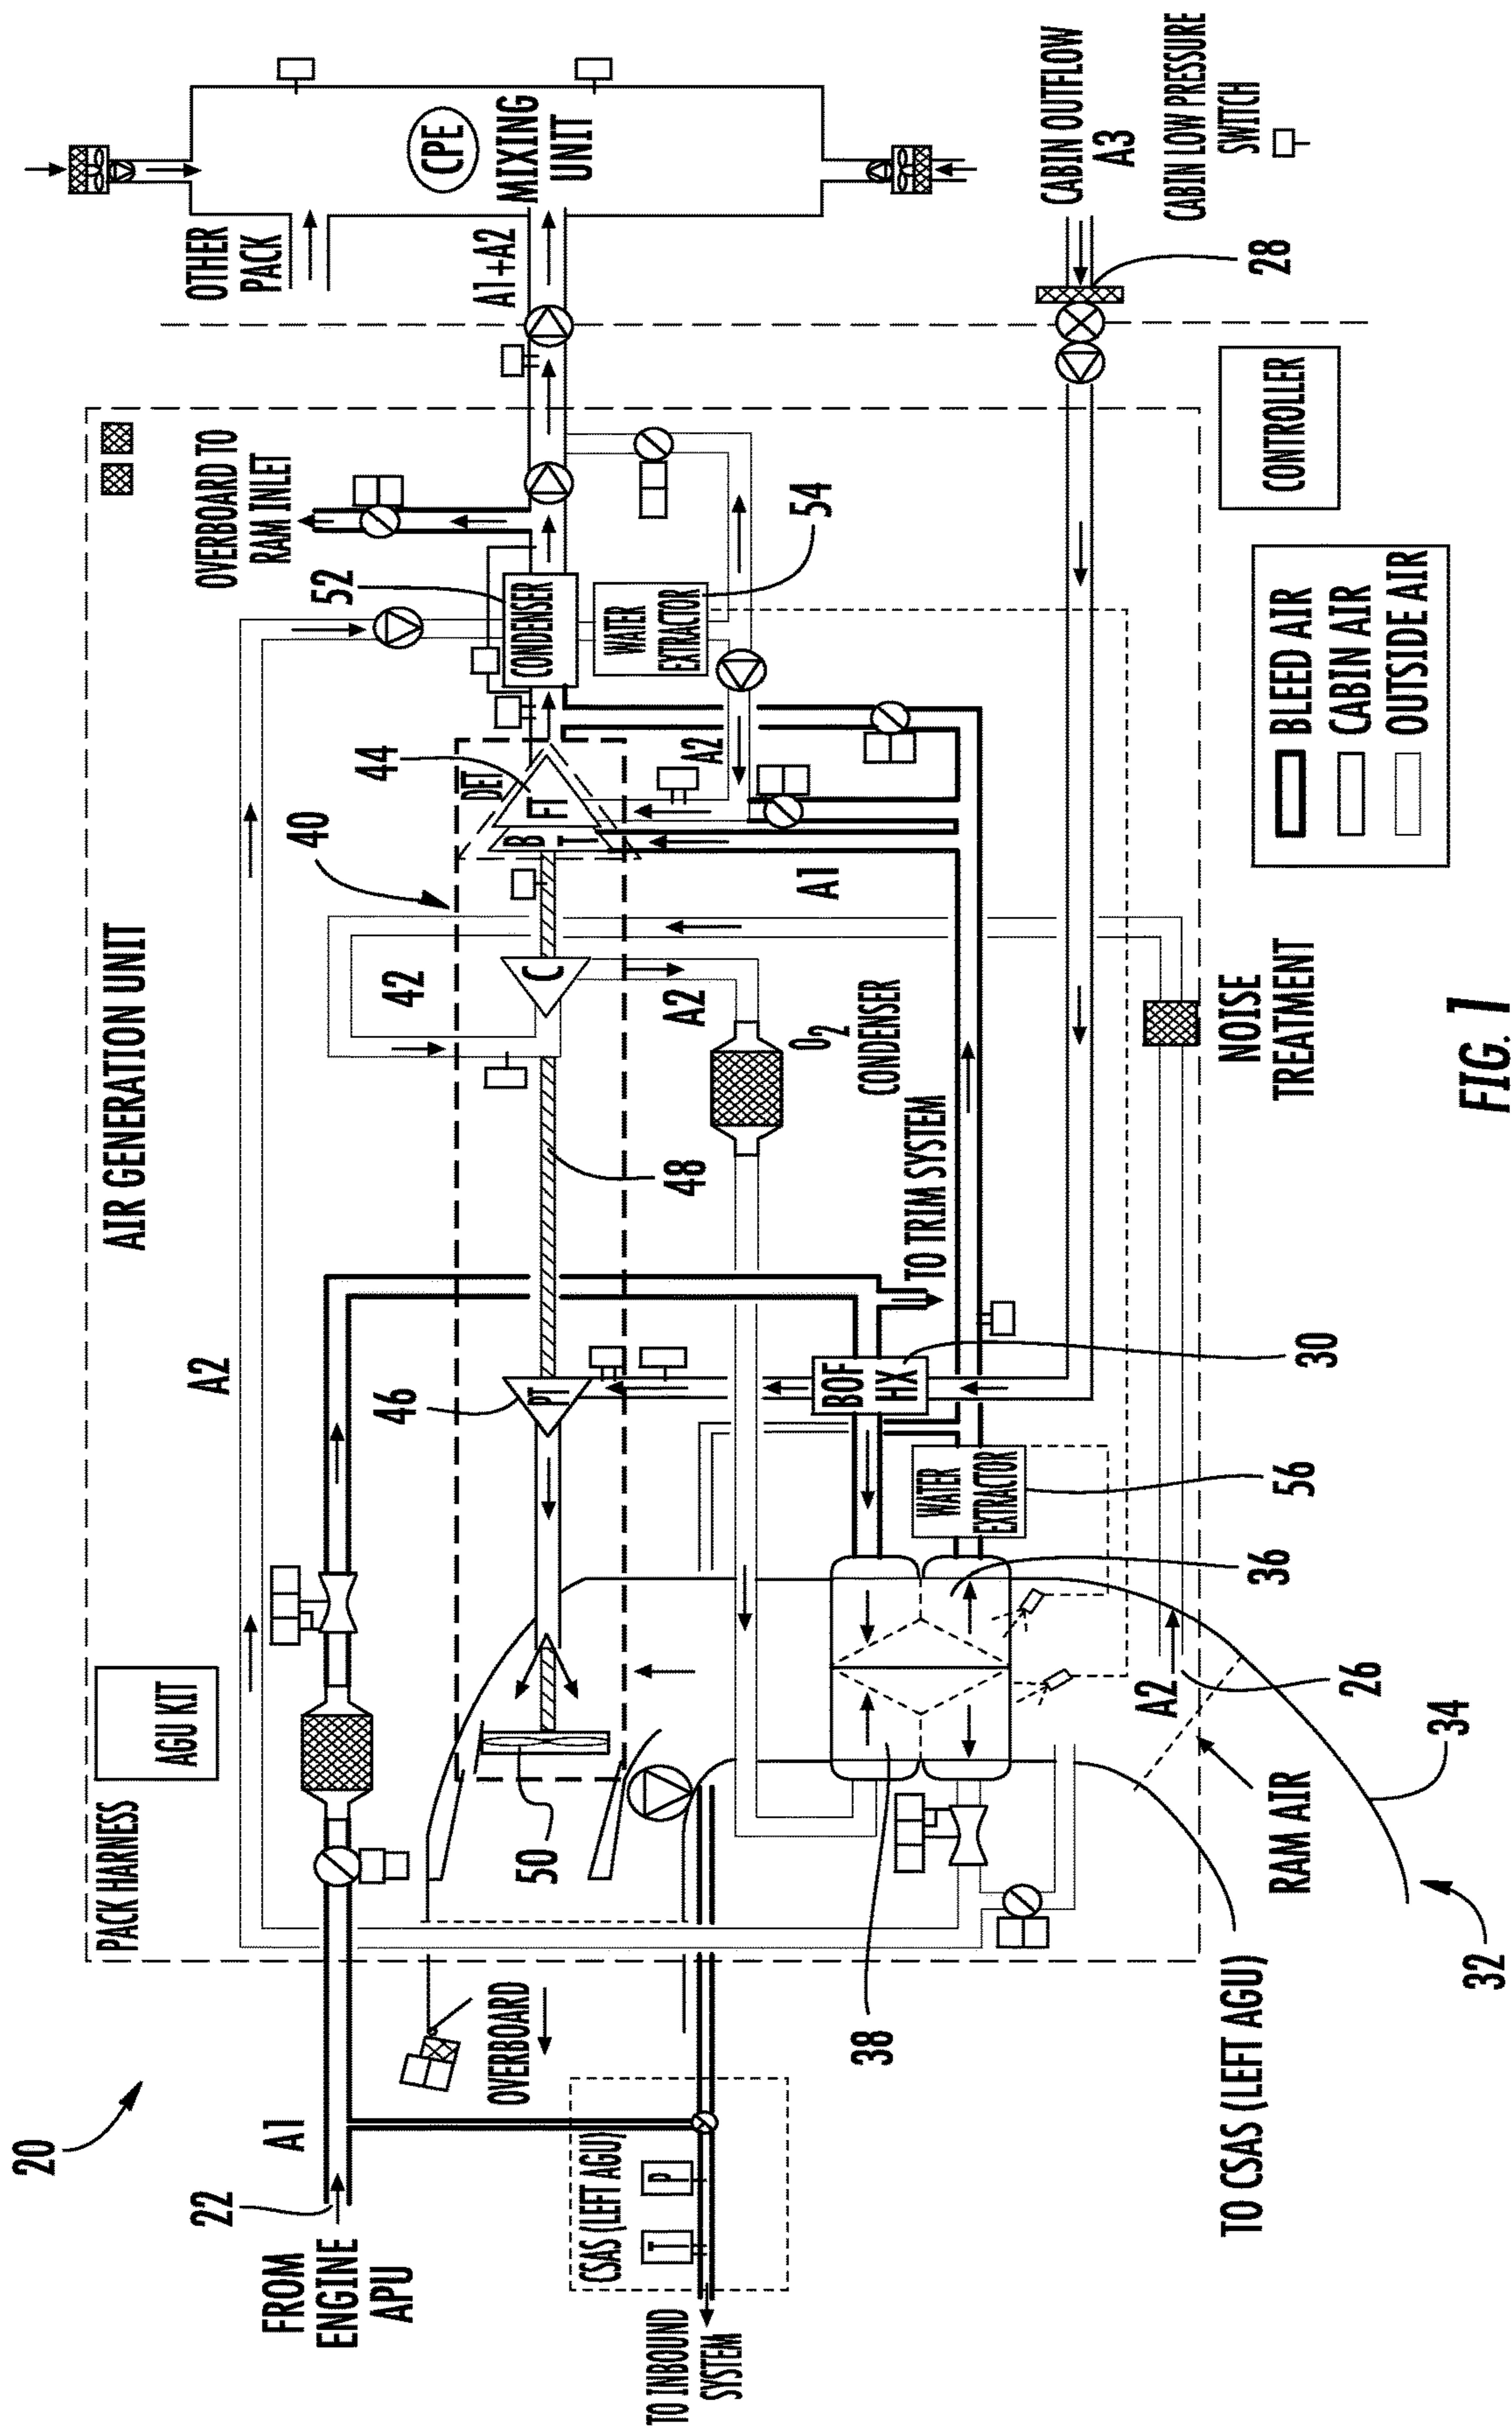 20
22
A1
FROM
ENGINE
APU
PACK HARNESS
AGU KIT
AIR GENERATION UNIT
A2
OVERBOARD TO
RAM INLET
OTHER
PACK
CPE
MIXING
UNIT
A1+A2
52
CONDENSER
WATER
EXTRACTOR
54
44
DET
FT
B
T
40
42
C
A2
A2
A1
O2
CONDENSER
48
46
PT
TO TRIM SYSTEM
BOF
HX
30
WATER
EXTRACTOR
56
36
38
50
OVERBOARD
CSAS (LEFT AGU)
T
P
TO INBOUND
SYSTEM
A2
26
RAM AIR
34
32
TO CSAS (LEFT AGU)
NOISE
TREATMENT
CABIN OUTFLOW
A3
CABIN LOW PRESSURE
SWITCH
28
CONTROLLER
BLEED AIR
CABIN AIR
OUTSIDE AIR
FIG. 1